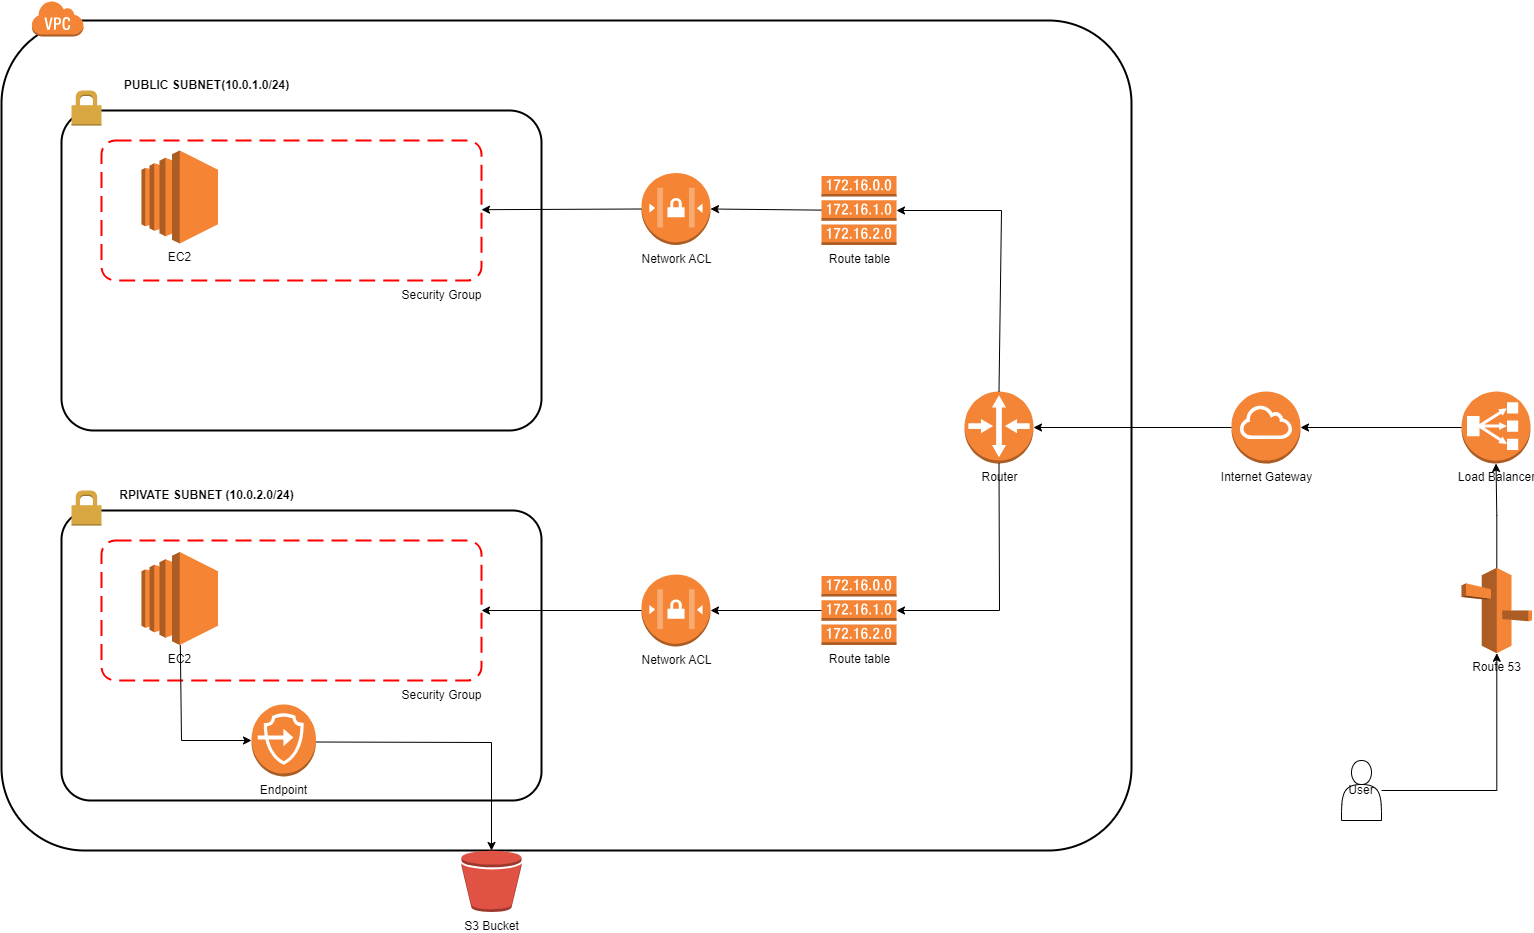 VPC
PUBLIC SUBNET(10.0.1.0/24)
EC2
Security Group
Network ACL
172.16.0.0
172.16.1.0
172.16.2.0
Route table
Router
Internet Gateway
Load Balancer
RPIVATE SUBNET (10.0.2.0/24)
EC2
Security Group
Network ACL
172.16.0.0
172.16.1.0
172.16.2.0
Route table
Route 53
Endpoint
User
S3 Bucket